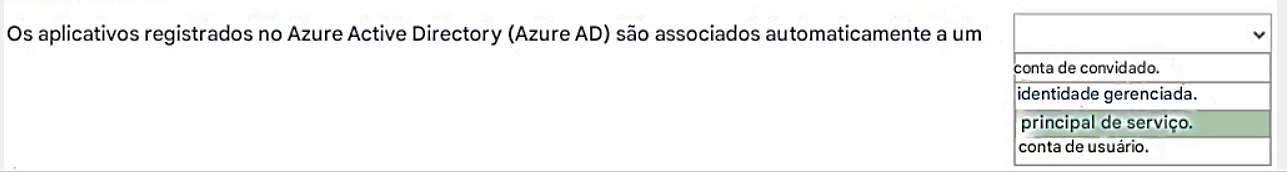 Os aplicativos registrados no Azure Active Directory (Azure AD) são associados automaticamente a um
conta de convidado.
identidade gerenciada.
principal de serviço.
conta de usuário.